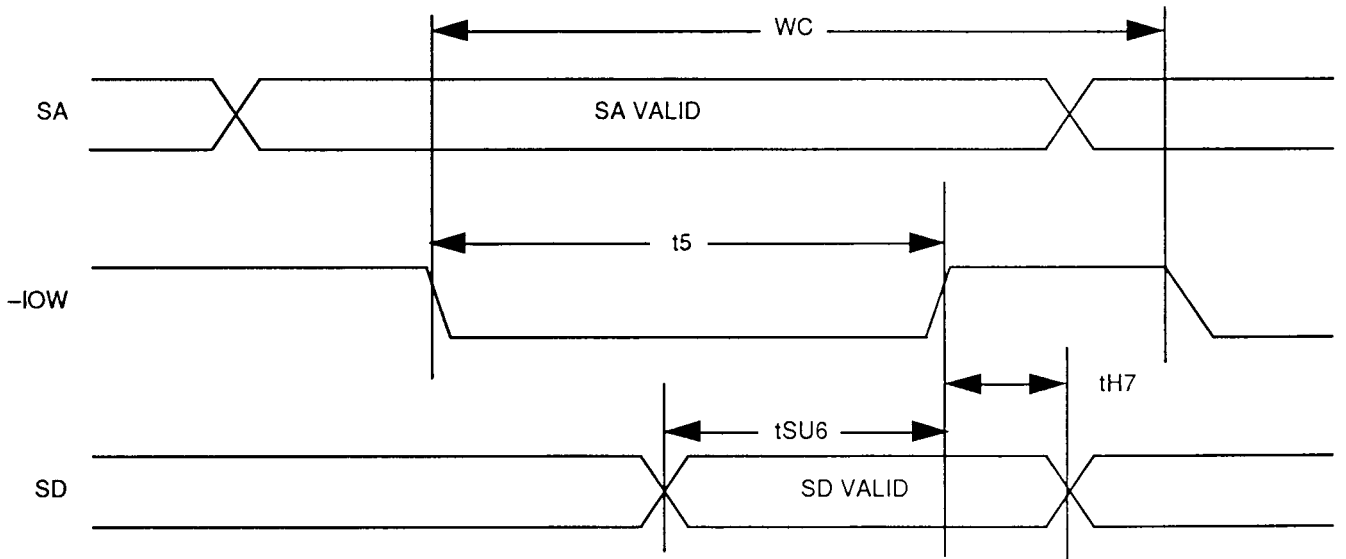 WC
SA
SA VALID
t5
–IOW
tH7
tSU6
SD
SD VALID